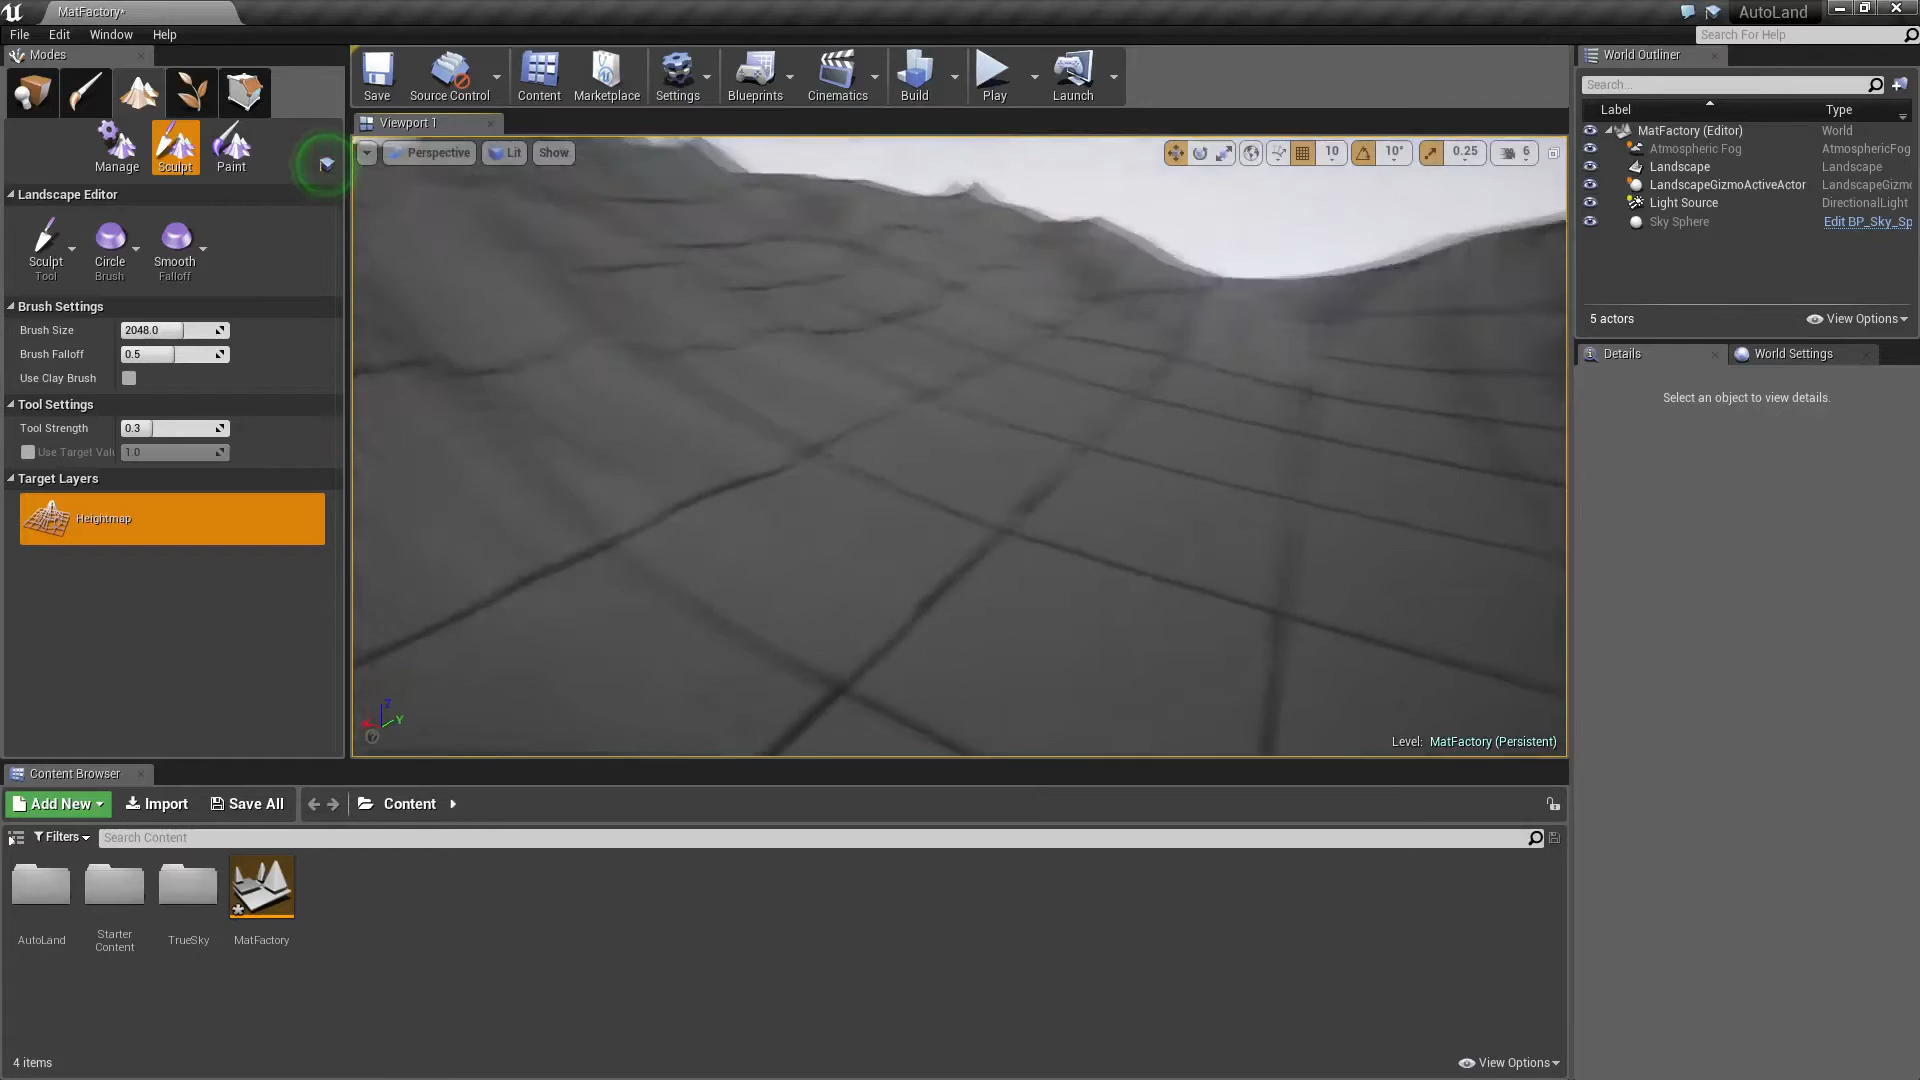 MatFactory*
AutoLand
File Edit Window Help
Search For Help
Modes
Save Source Control Content Marketplace Settings Blueprints Cinematics Build Play Launch
World Outliner
Search...
Label Type
Manage Sculpt Paint
Viewport 1
Perspective Lit Show
10 10° 0.25 6
MatFactory (Editor) World
Atmospheric Fog AtmosphericFog
Landscape Landscape
LandscapeGizmoActiveActor LandscapeGizmo
Light Source DirectionalLight
Sky Sphere Edit BP_Sky_Sp
5 actors View Options
Landscape Editor
Sculpt Circle Smooth
Tool Brush Falloff
Brush Settings
Brush Size 2048.0
Brush Falloff 0.5
Use Clay Brush
Tool Settings
Tool Strength 0.3
Use Target Valu 1.0
Target Layers
Heightmap
Details World Settings
Select an object to view details.
Z
Y
Level: MatFactory (Persistent)
Content Browser
Add New Import Save All Content
Filters Search Content
AutoLand Starter Content TrueSky MatFactory
4 items View Options